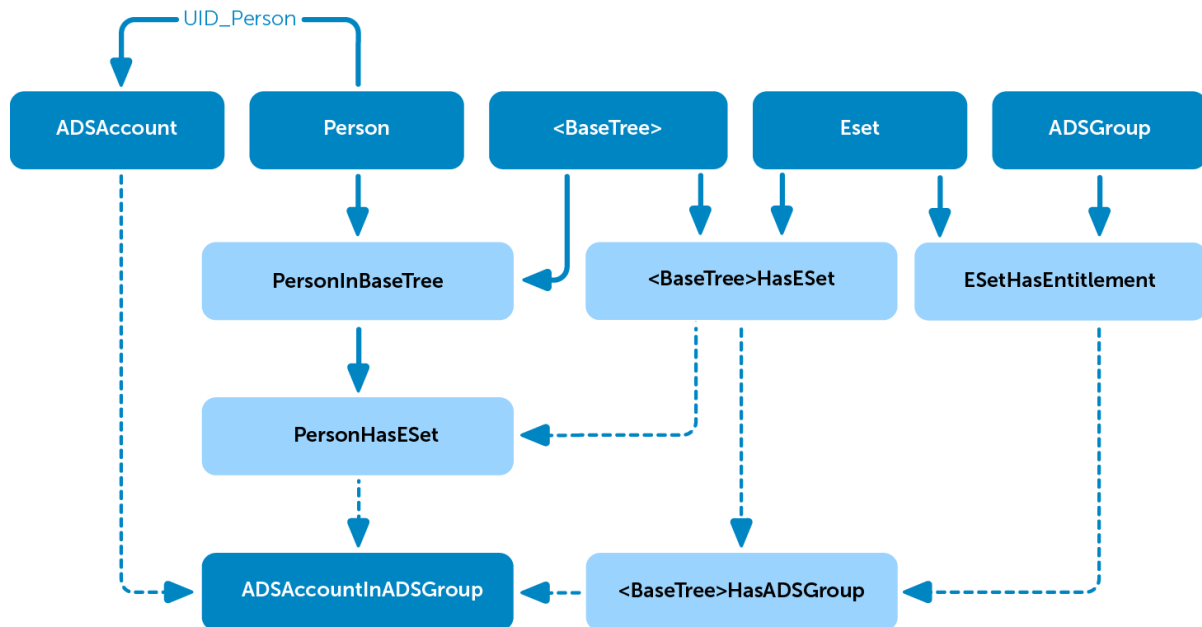 UID_Person
ADSAccount
Person
<BaseTree>
Eset
ADSGroup
PersonInBaseTree
<BaseTree>HasESet
ESetHasEntitlement
PersonHasESet
ADSAccountInADSGroup
<BaseTree>HasADSGroup